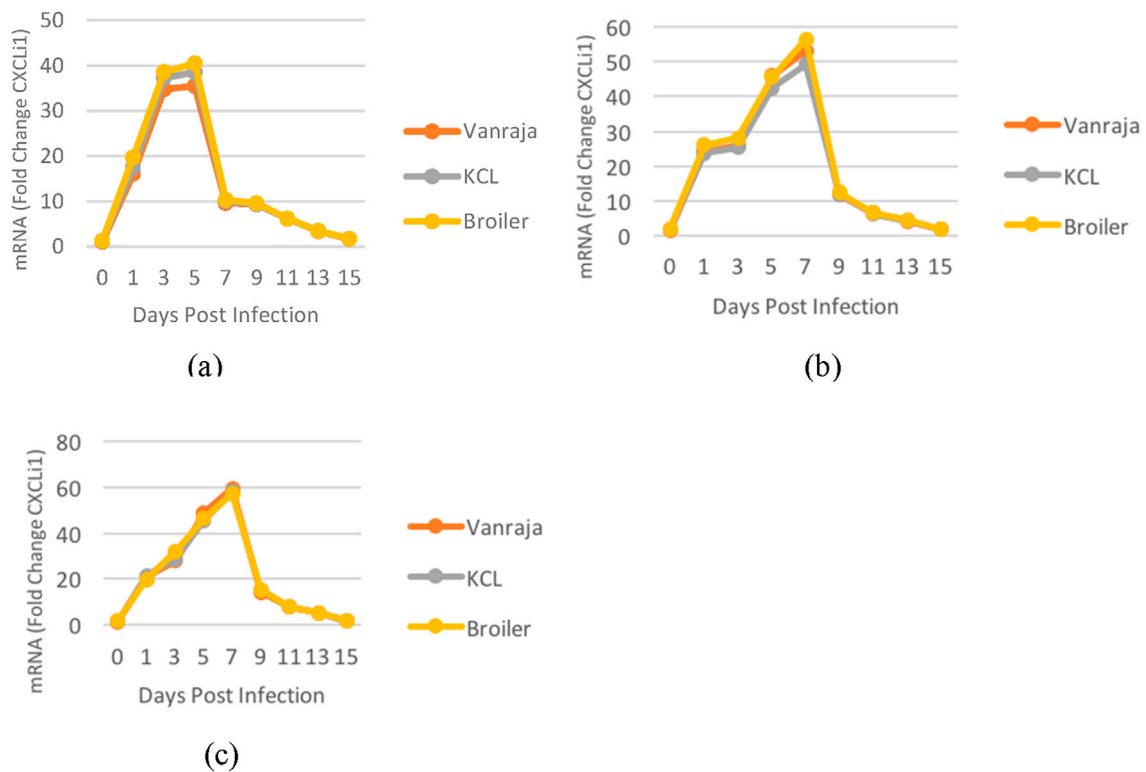 mRNA (Fold Change CXCLi1)
50
40
30
20
10
0
0 1 3 5 7 9 11 13 15
Days Post Infection
Vanraja
KCL
Broiler
(a)
mRNA (Fold Change CXCLi1)
60
50
40
30
20
10
0
0 1 3 5 7 9 11 13 15
Days Post Infection
Vanraja
KCL
Broiler
(b)
mRNA (Fold Change CXCLi1)
80
60
40
20
0
0 1 3 5 7 9 11 13 15
Days Post Infection
Vanraja
KCL
Broiler
(c)